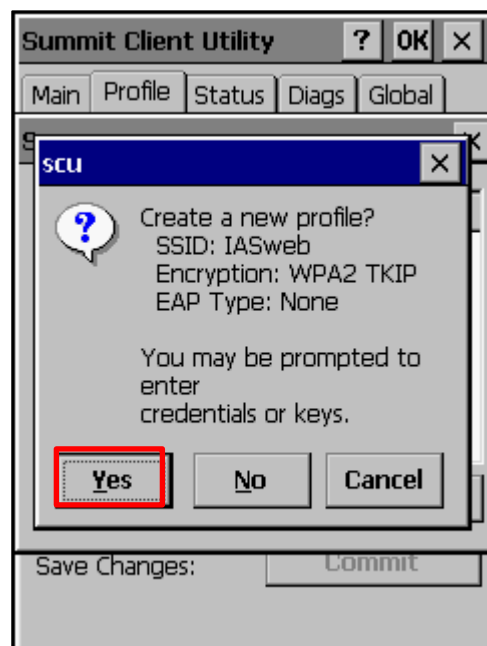 Summit Client Utility ? OK ×
Main Profile Status Diags Global
S
scu ×
Create a new profile?
SSID: IASweb
Encryption: WPA2 TKIP
EAP Type: None
You may be prompted to
enter
credentials or keys.
Yes No Cancel
Save Changes: Commit